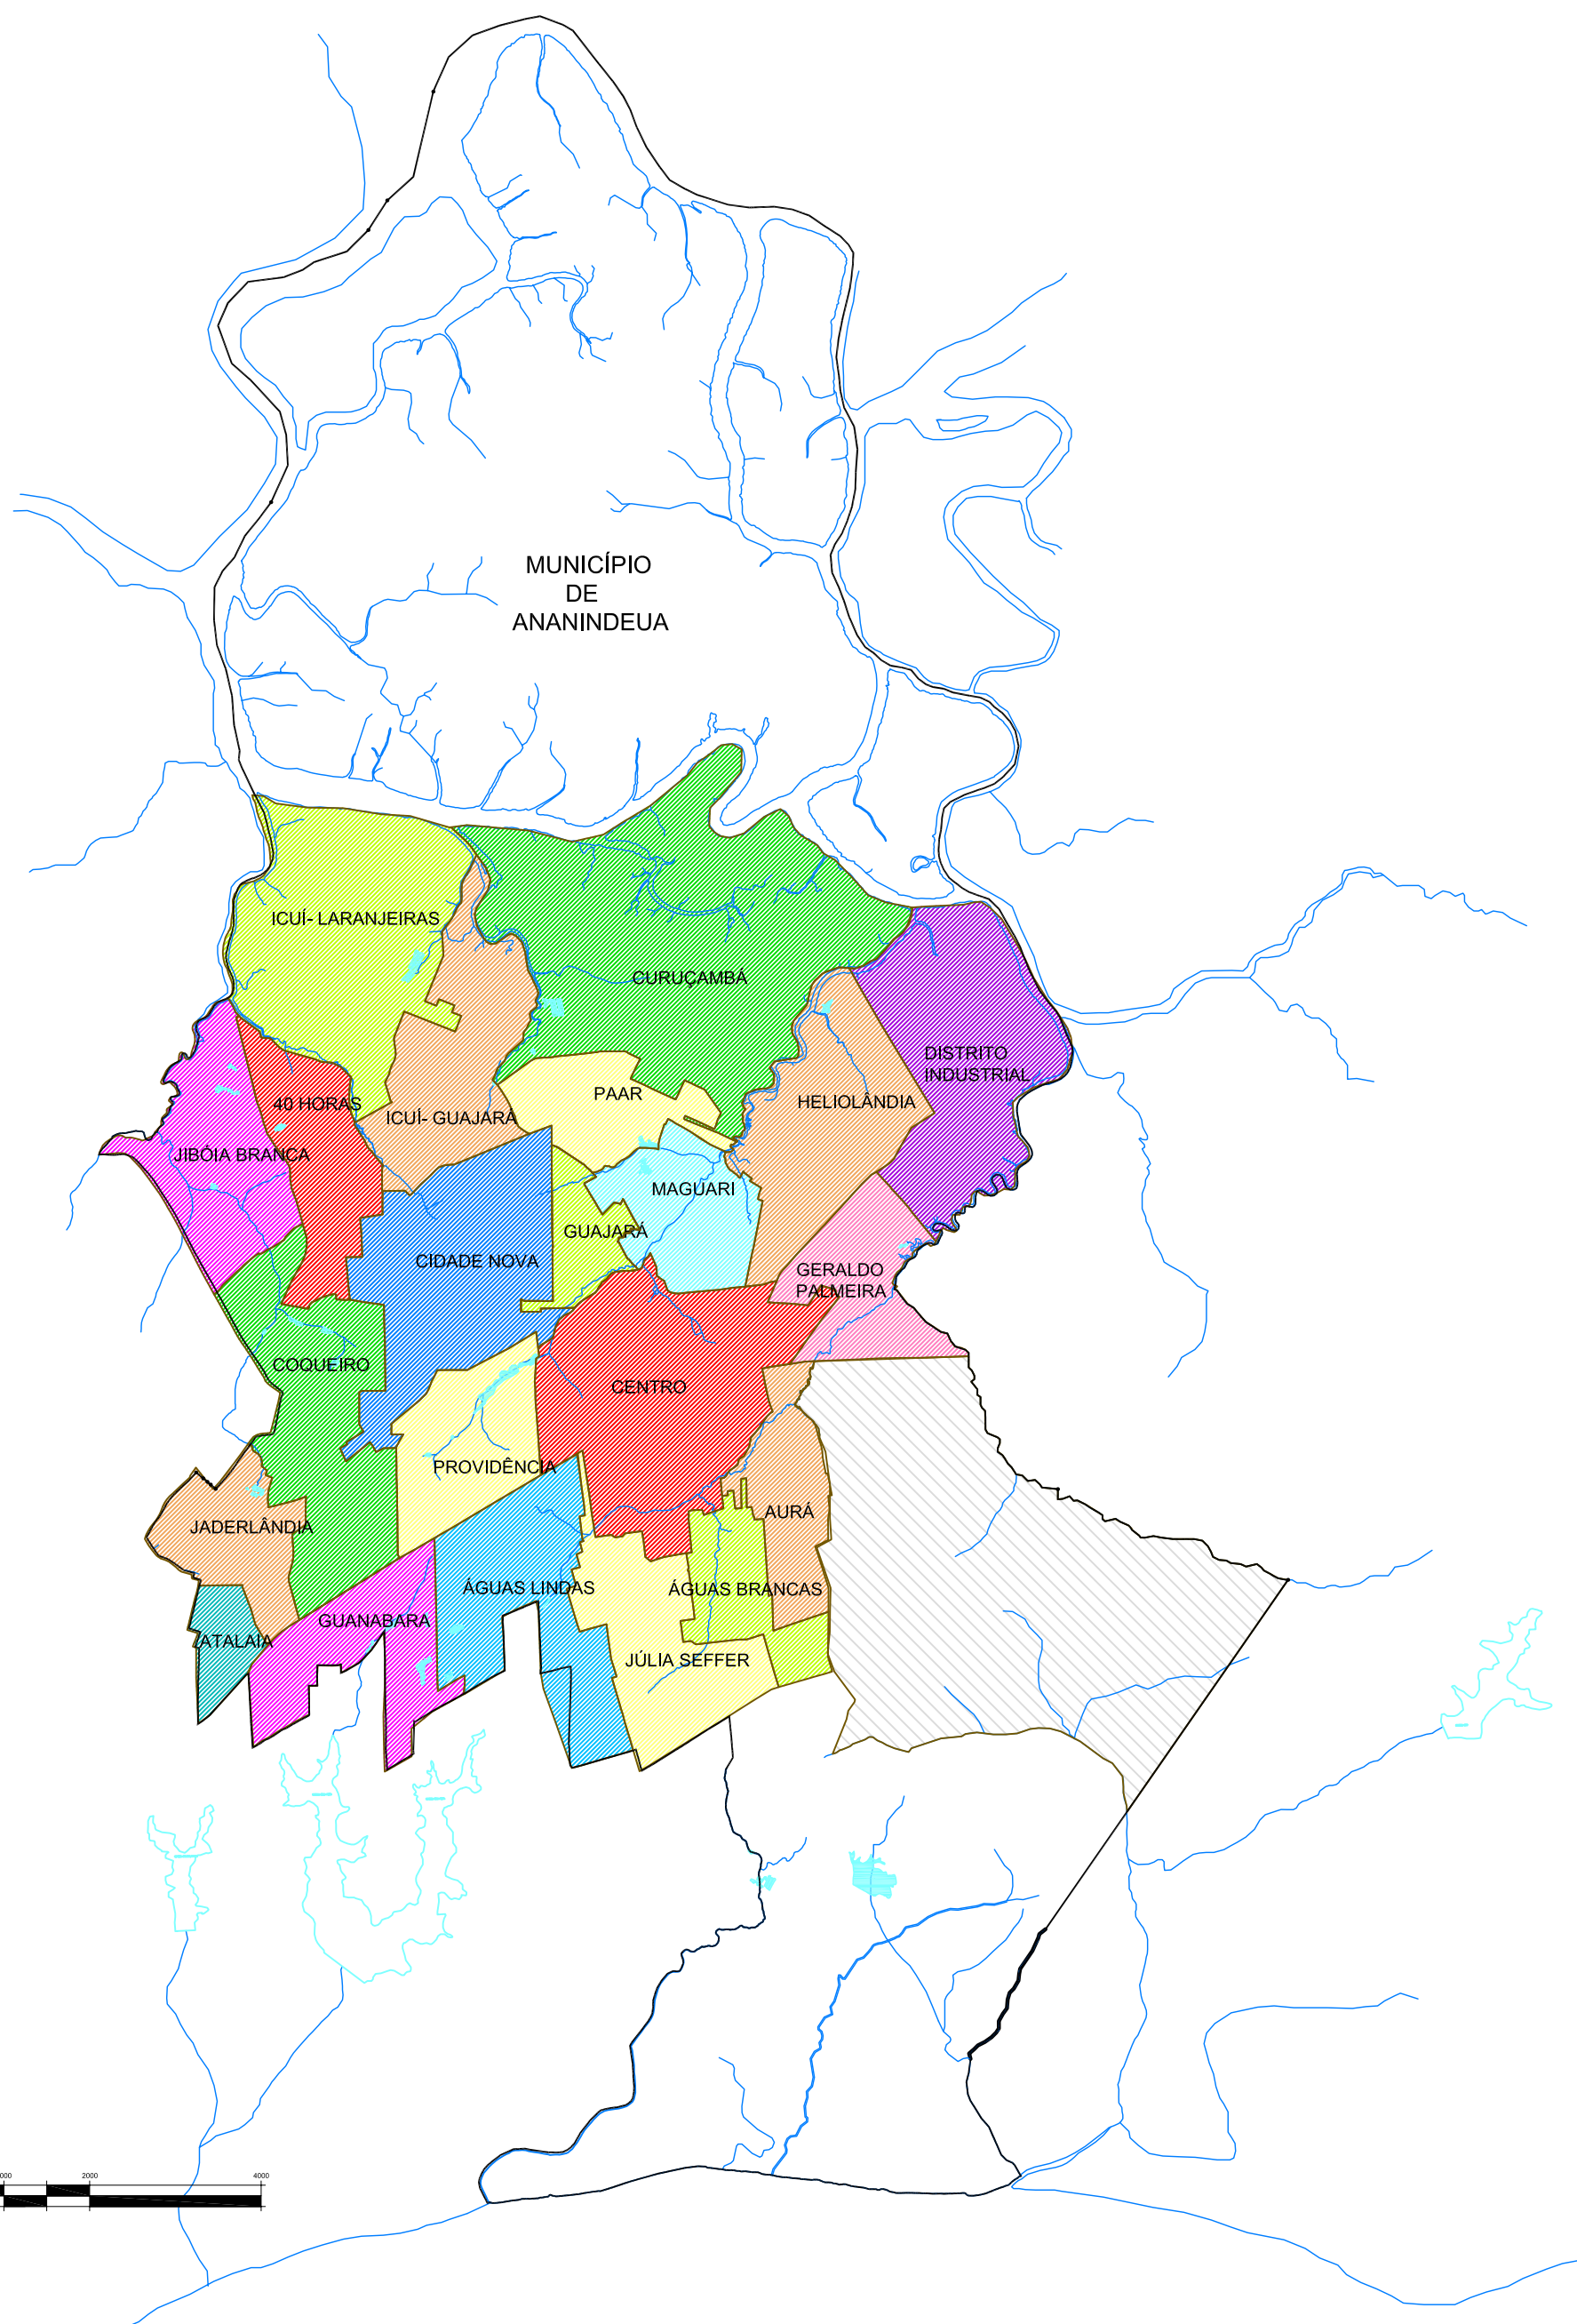 MUNICÍPIO
DE
ANANINDEUA
ICUÍ- LARANJEIRAS
CURUÇAMBÁ
DISTRITO
INDUSTRIAL
PAAR
HELIOLÂNDIA
40 HORAS
ICUÍ- GUAJARÁ
JIBÓIA BRANCA
MAGUARI
GUAJARÁ
CIDADE NOVA
GERALDO
PALMEIRA
COQUEIRO
CENTRO
PROVIDÊNCIA
AURÁ
JADERLÂNDIA
ÁGUAS LINDAS
ÁGUAS BRANCAS
GUANABARA
ATALAIA
JÚLIA SEFFER
2000
4000